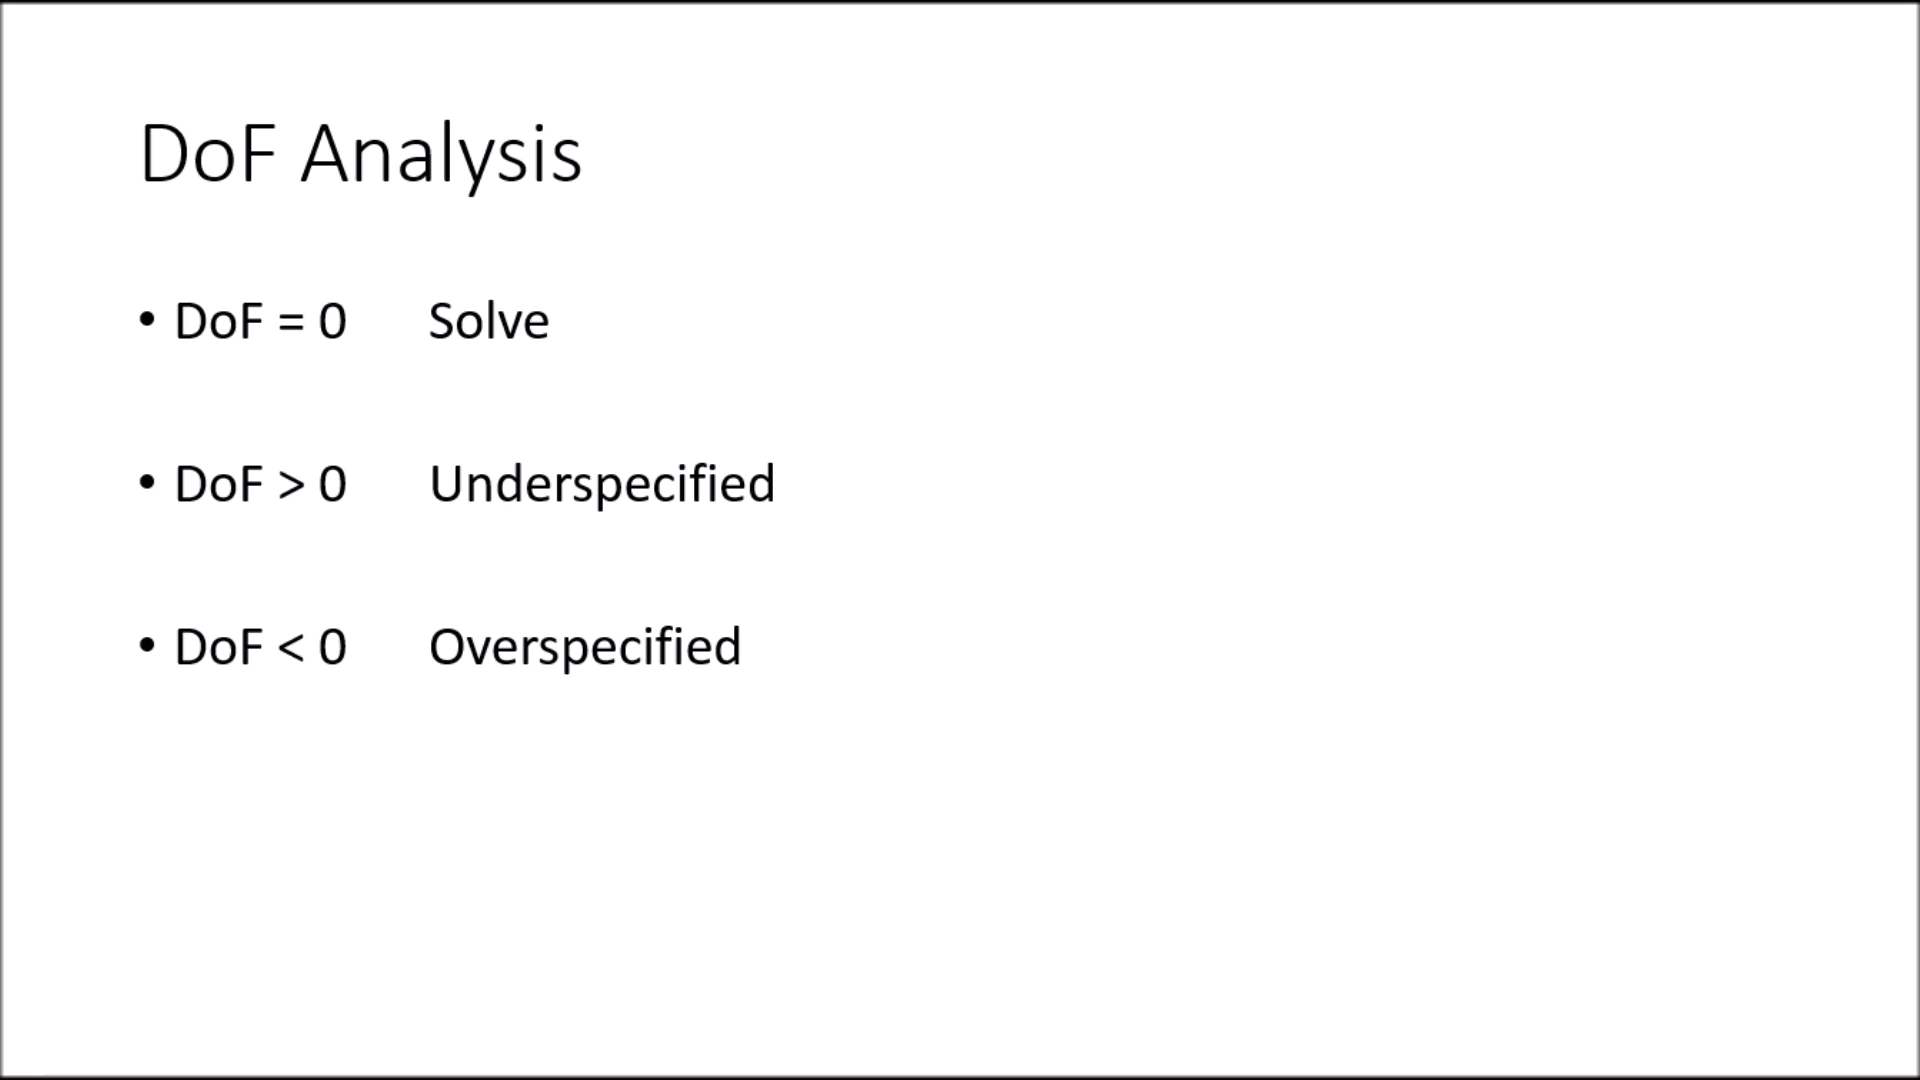 DoF Analysis
• DoF = 0 Solve
• DoF > 0 Underspecified
• DoF < 0 Overspecified